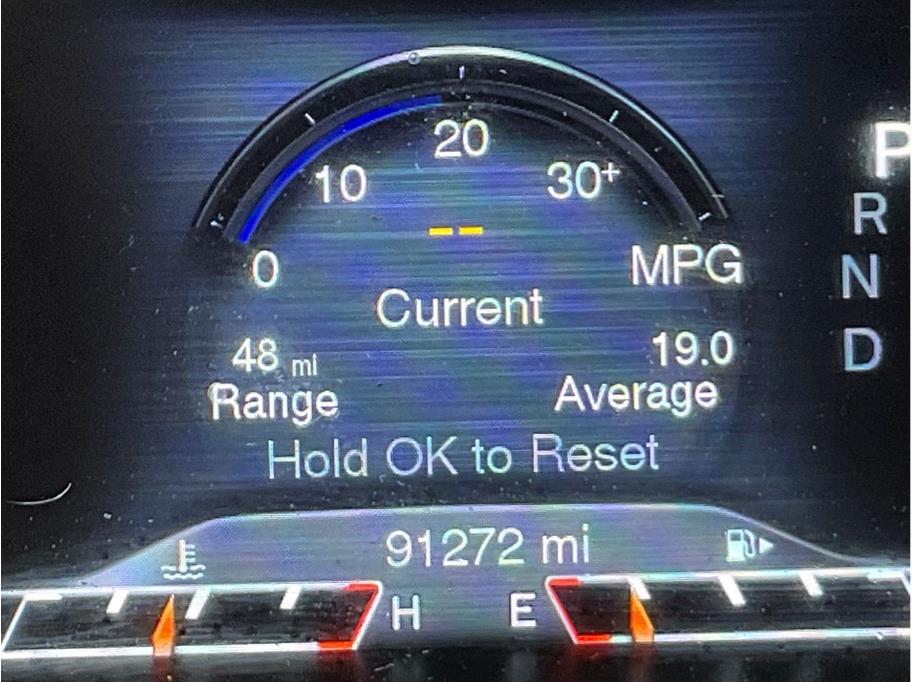 20
10 30+
--
0 MPG
Current
48 mi 19.0
Range Average
Hold OK to Reset
91272 mi
H E
P
R
N
D